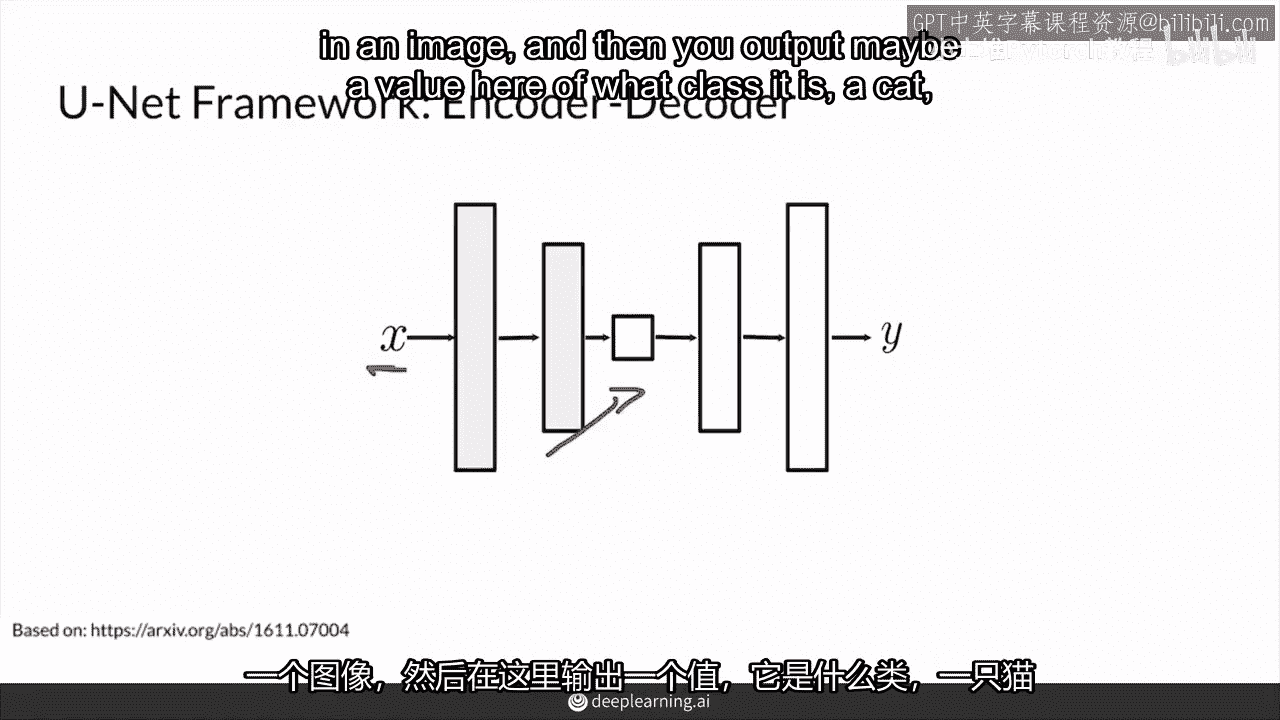 GPT中英字幕课程资源@bilibili.com
in an image, and then you output maybe
a value here of what class it is, a cat,
U-Net Framework: Encoder-Decoder
x
y
Based on: https://arxiv.org/abs/1611.07004
一个图像，然后在这里输出一个值，它是什么类，一只猫
deeplearning.ai